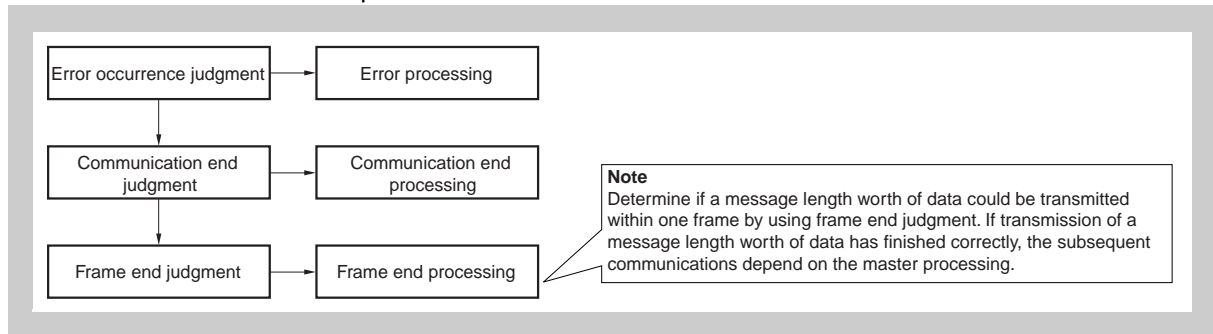 Error occurrence judgment
Error processing
Communication end
judgment
Communication end
processing
Note
Determine if a message length worth of data could be transmitted
within one frame by using frame end judgment. If transmission of a
message length worth of data has finished correctly, the subsequent
communications depend on the master processing.
Frame end judgment
Frame end processing